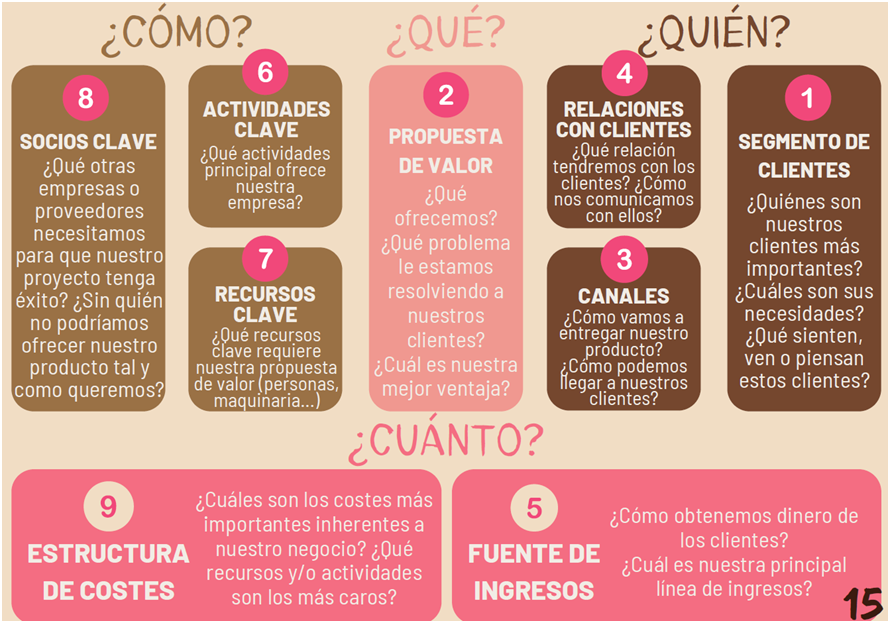 ¿CÓMO?
¿QUÉ?
¿QUIÉN?
8
SOCIOS CLAVE
¿Qué otras
empresas o
proveedores
necesitamos
para que nuestro
proyecto tenga
éxito? ¿Sin quién
no podríamos
ofrecer nuestro
producto tal y
como queremos?
6
ACTIVIDADES
CLAVE
¿Qué actividades
principal ofrece
nuestra
empresa?
7
RECURSOS
CLAVE
¿Qué recursos
clave requiere
nuestra propuesta
de valor (personas,
maquinaria...)
2
PROPUESTA
DE VALOR
¿Qué
ofrecemos?
¿Qué problema
le estamos
resolviendo a
nuestros
clientes?
¿Cuál es nuestra
mejor ventaja?
4
RELACIONES
CON CLIENTES
¿Qué relación
tendremos con los
clientes? ¿Cómo
nos comunicamos
con ellos?
3
CANALES
¿Cómo vamos a
entregar nuestro
producto?
¿Cómo podemos
llegar a nuestros
clientes?
1
SEGMENTO DE
CLIENTES
¿Quiénes son
nuestros
clientes más
importantes?
¿Cuáles son sus
necesidades?
¿Qué sienten,
ven o piensan
estos clientes?
¿CUÁNTO?
9
ESTRUCTURA
DE COSTES
¿Cuáles son los costes más
importantes inherentes a
nuestro negocio? ¿Qué
recursos y/o actividades
son los más caros?
5
FUENTE DE
INGRESOS
¿Cómo obtenemos dinero de
los clientes?
¿Cuál es nuestra principal
línea de ingresos?
15